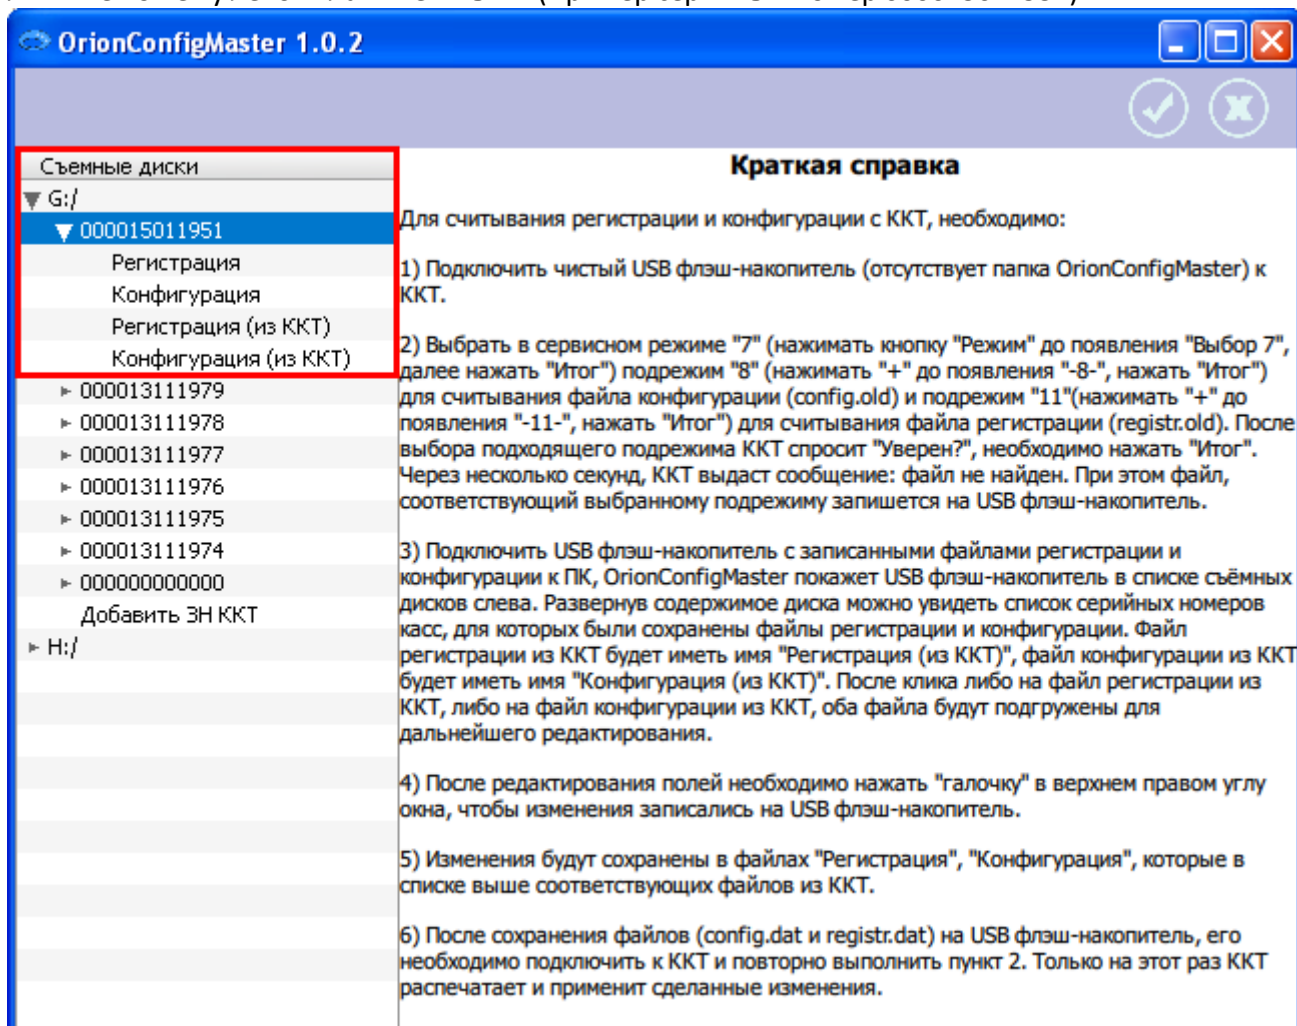 OrionConfigMaster 1.0.2
Съемные диски
G:/
000015011951
Регистрация
Конфигурация
Регистрация (из ККТ)
Конфигурация (из ККТ)
000013111979
000013111978
000013111977
000013111976
000013111975
000013111974
000000000000
Добавить ЗН ККТ
H:/
Краткая справка
Для считывания регистрации и конфигурации с ККТ, необходимо:
1) Подключить чистый USB флэш-накопитель (отсутствует папка OrionConfigMaster) к
ККТ.
2) Выбрать в сервисном режиме "7" (нажимать кнопку "Режим" до появления "Выбор 7",
далее нажать "Итог") подрежим "8" (нажимать "+" до появления "-8-", нажать "Итог")
для считывания файла конфигурации (config.old) и подрежим "11"(нажимать "+" до
появления "-11-", нажать "Итог") для считывания файла регистрации (registr.old). После
выбора подходящего подрежима ККТ спросит "Уверен?", необходимо нажать "Итог".
Через несколько секунд, ККТ выдаст сообщение: файл не найден. При этом файл,
соответствующий выбранному подрежиму запишется на USB флэш-накопитель.
3) Подключить USB флэш-накопитель с записанными файлами регистрации и
конфигурации к ПК, OrionConfigMaster покажет USB флэш-накопитель в списке съёмных
дисков слева. Развернув содержимое диска можно увидеть список серийных номеров
касс, для которых были сохранены файлы регистрации и конфигурации. Файл
регистрации из ККТ будет иметь имя "Регистрация (из ККТ)", файл конфигурации из ККТ
будет иметь имя "Конфигурация (из ККТ)". После клика либо на файл регистрации из
ККТ, либо на файл конфигурации из ККТ, оба файла будут подгружены для
дальнейшего редактирования.
4) После редактирования полей необходимо нажать "галочку" в верхнем правом углу
окна, чтобы изменения записались на USB флэш-накопитель.
5) Изменения будут сохранены в файлах "Регистрация", "Конфигурация", которые в
списке выше соответствующих файлов из ККТ.
6) После сохранения файлов (config.dat и registr.dat) на USB флэш-накопитель, его
необходимо подключить к ККТ и повторно выполнить пункт 2. Только на этот раз ККТ
распечатает и применит сделанные изменения.